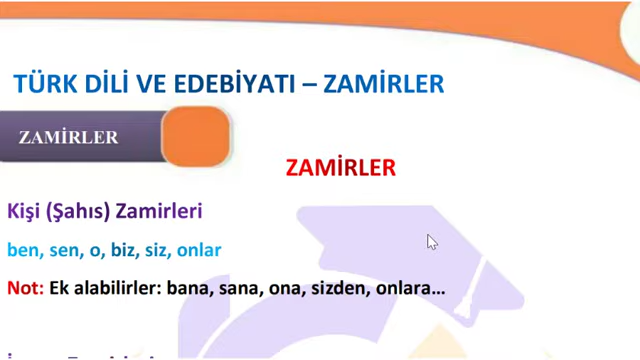 TÜRK DİLİ VE EDEBİYATI – ZAMİRLER
ZAMİRLER
ZAMİRLER
Kişi (Şahıs) Zamirleri
ben, sen, o, biz, siz, onlar
Not: Ek alabilirler: bana, sana, ona, sizden, onlara...